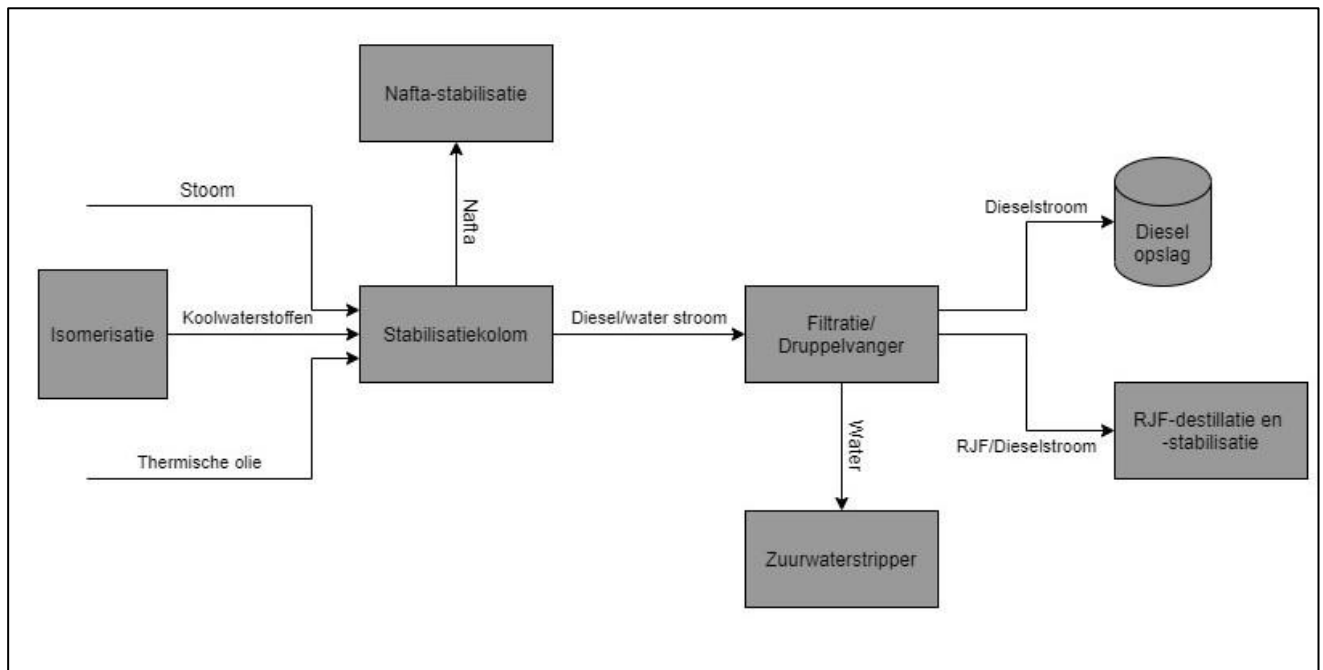 Nafta-stabilisatie
Stoom
Nafta
Dieselstroom
Diesel
opslag
Isomerisatie
Koolwaterstoffen
Stabilisatiekolom
Diesel/water stroom
Filtratie/
Druppelvanger
RJF-destillatie en
-stabilisatie
RJF/Dieselstroom
Thermische olie
Water
Zuurwaterstripper